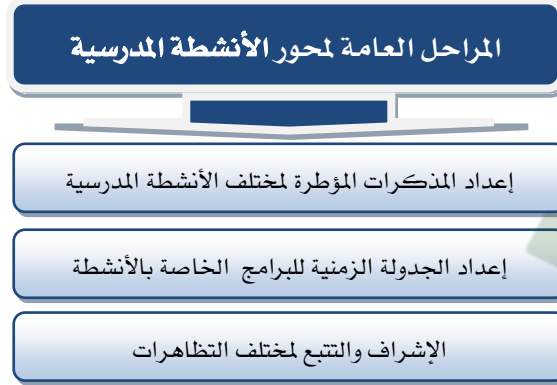 المراحل العامة لمحور الأنشطة المدرسية
إعداد المذكرات المؤطرة لمختلف الأنشطة المدرسية
إعداد الجدولة الزمنية للبرامج الخاصة بالأنشطة
الإشراف والتتبع لمختلف التظاهرات